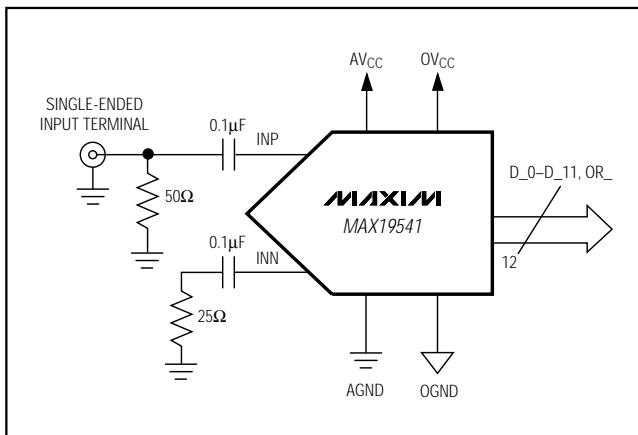 AVCC
OVCC
SINGLE-ENDED
INPUT TERMINAL
0.1µF
INP
D_0–D_11, OR_
50Ω
MAXIM
MAX19541
0.1µF
INN
12
25Ω
AGND
OGND